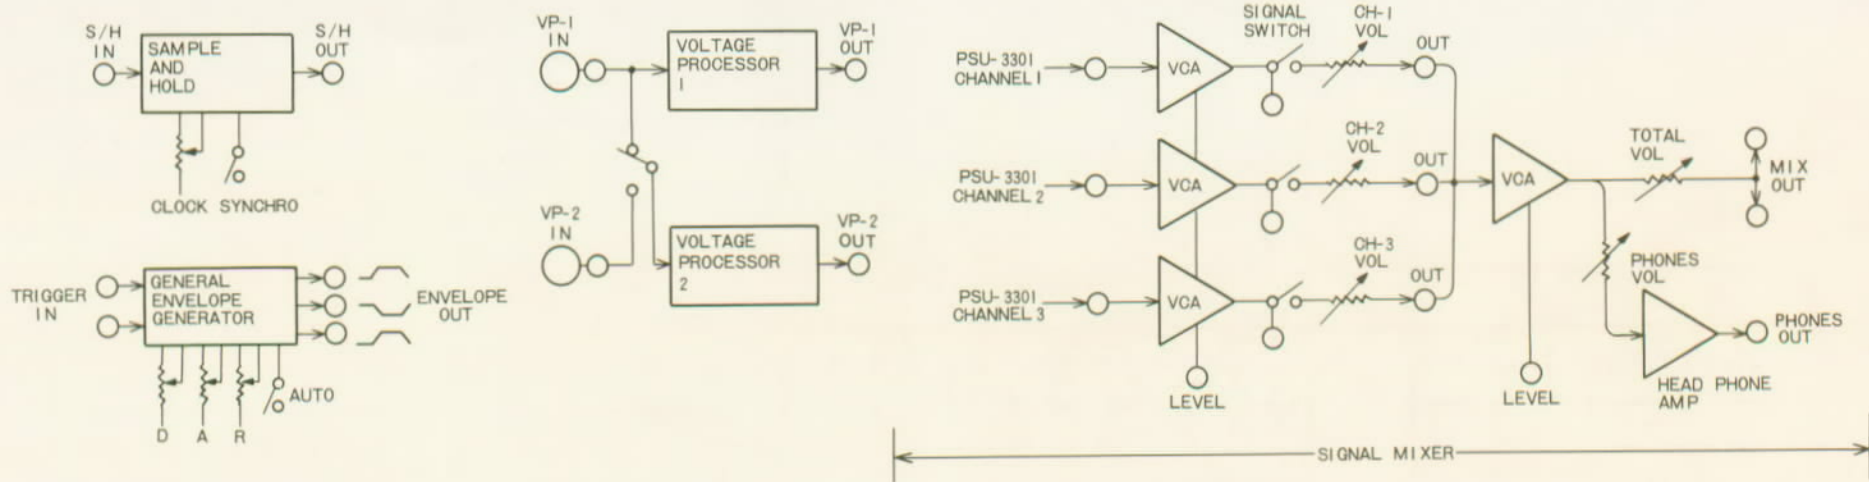 S/H
IN
SAMPLE
AND
HOLD
S/H
OUT
CLOCK SYNCHRO
TRIGGER
IN
GENERAL
ENVELOPE
GENERATOR
ENVELOPE
OUT
AUTO
D A R
VP-1
IN
VOLTAGE
PROCESSOR
1
VP-1
OUT
VP-2
IN
VOLTAGE
PROCESSOR
2
VP-2
OUT
PSU-3301
CHANNEL 1
VCA
SIGNAL
SWITCH
CH-1
VOL
OUT
PSU-3301
CHANNEL 2
VCA
CH-2
VOL
OUT
PSU-3301
CHANNEL 3
VCA
CH-3
VOL
OUT
LEVEL
VCA
LEVEL
TOTAL
VOL
MIX
OUT
PHONES
VOL
HEAD PHONE
AMP
PHONES
OUT
SIGNAL MIXER